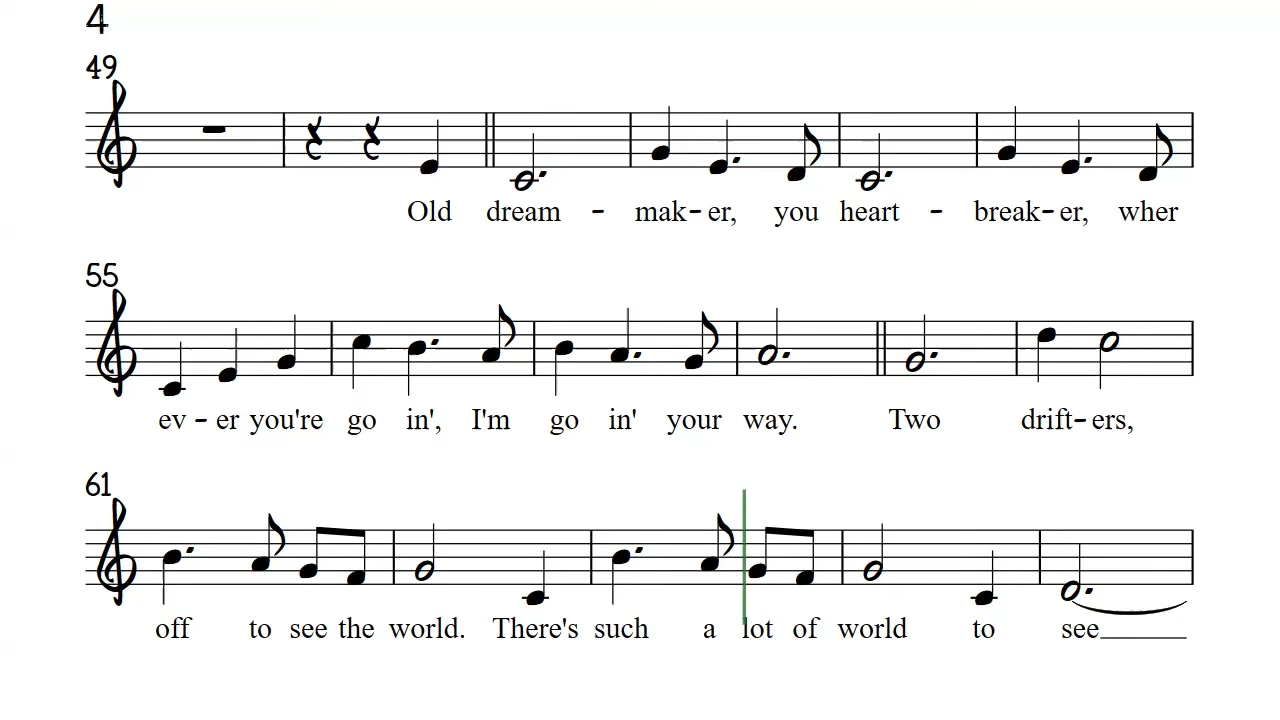 4
49
Old dream - mak-er, you heart - break-er, wher
55
ev - er you're go in', I'm go in' your way. Two drift-ers,
61
off to see the world. There's such a lot of world to see